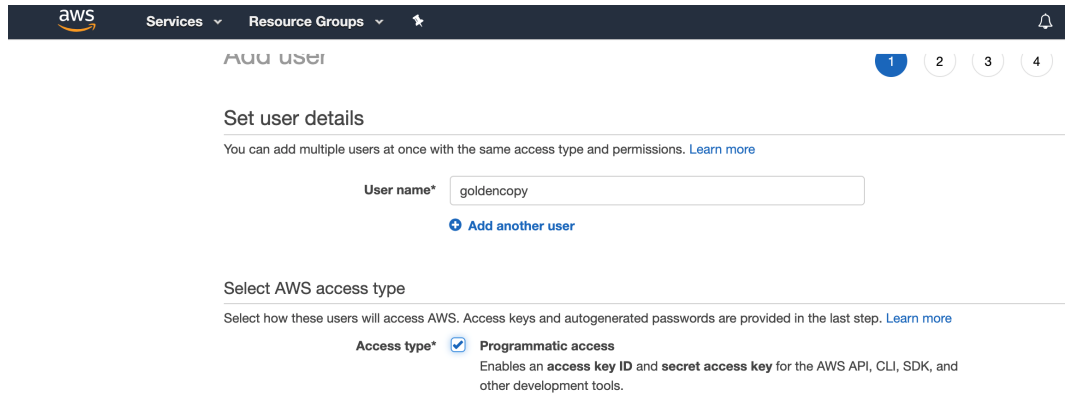 aws Services Resource Groups
Add user 1 2 3 4
Set user details
You can add multiple users at once with the same access type and permissions. Learn more
User name* goldencopy
Add another user
Select AWS access type
Select how these users will access AWS. Access keys and autogenerated passwords are provided in the last step. Learn more
Access type* Programmatic access
Enables an access key ID and secret access key for the AWS API, CLI, SDK, and
other development tools.